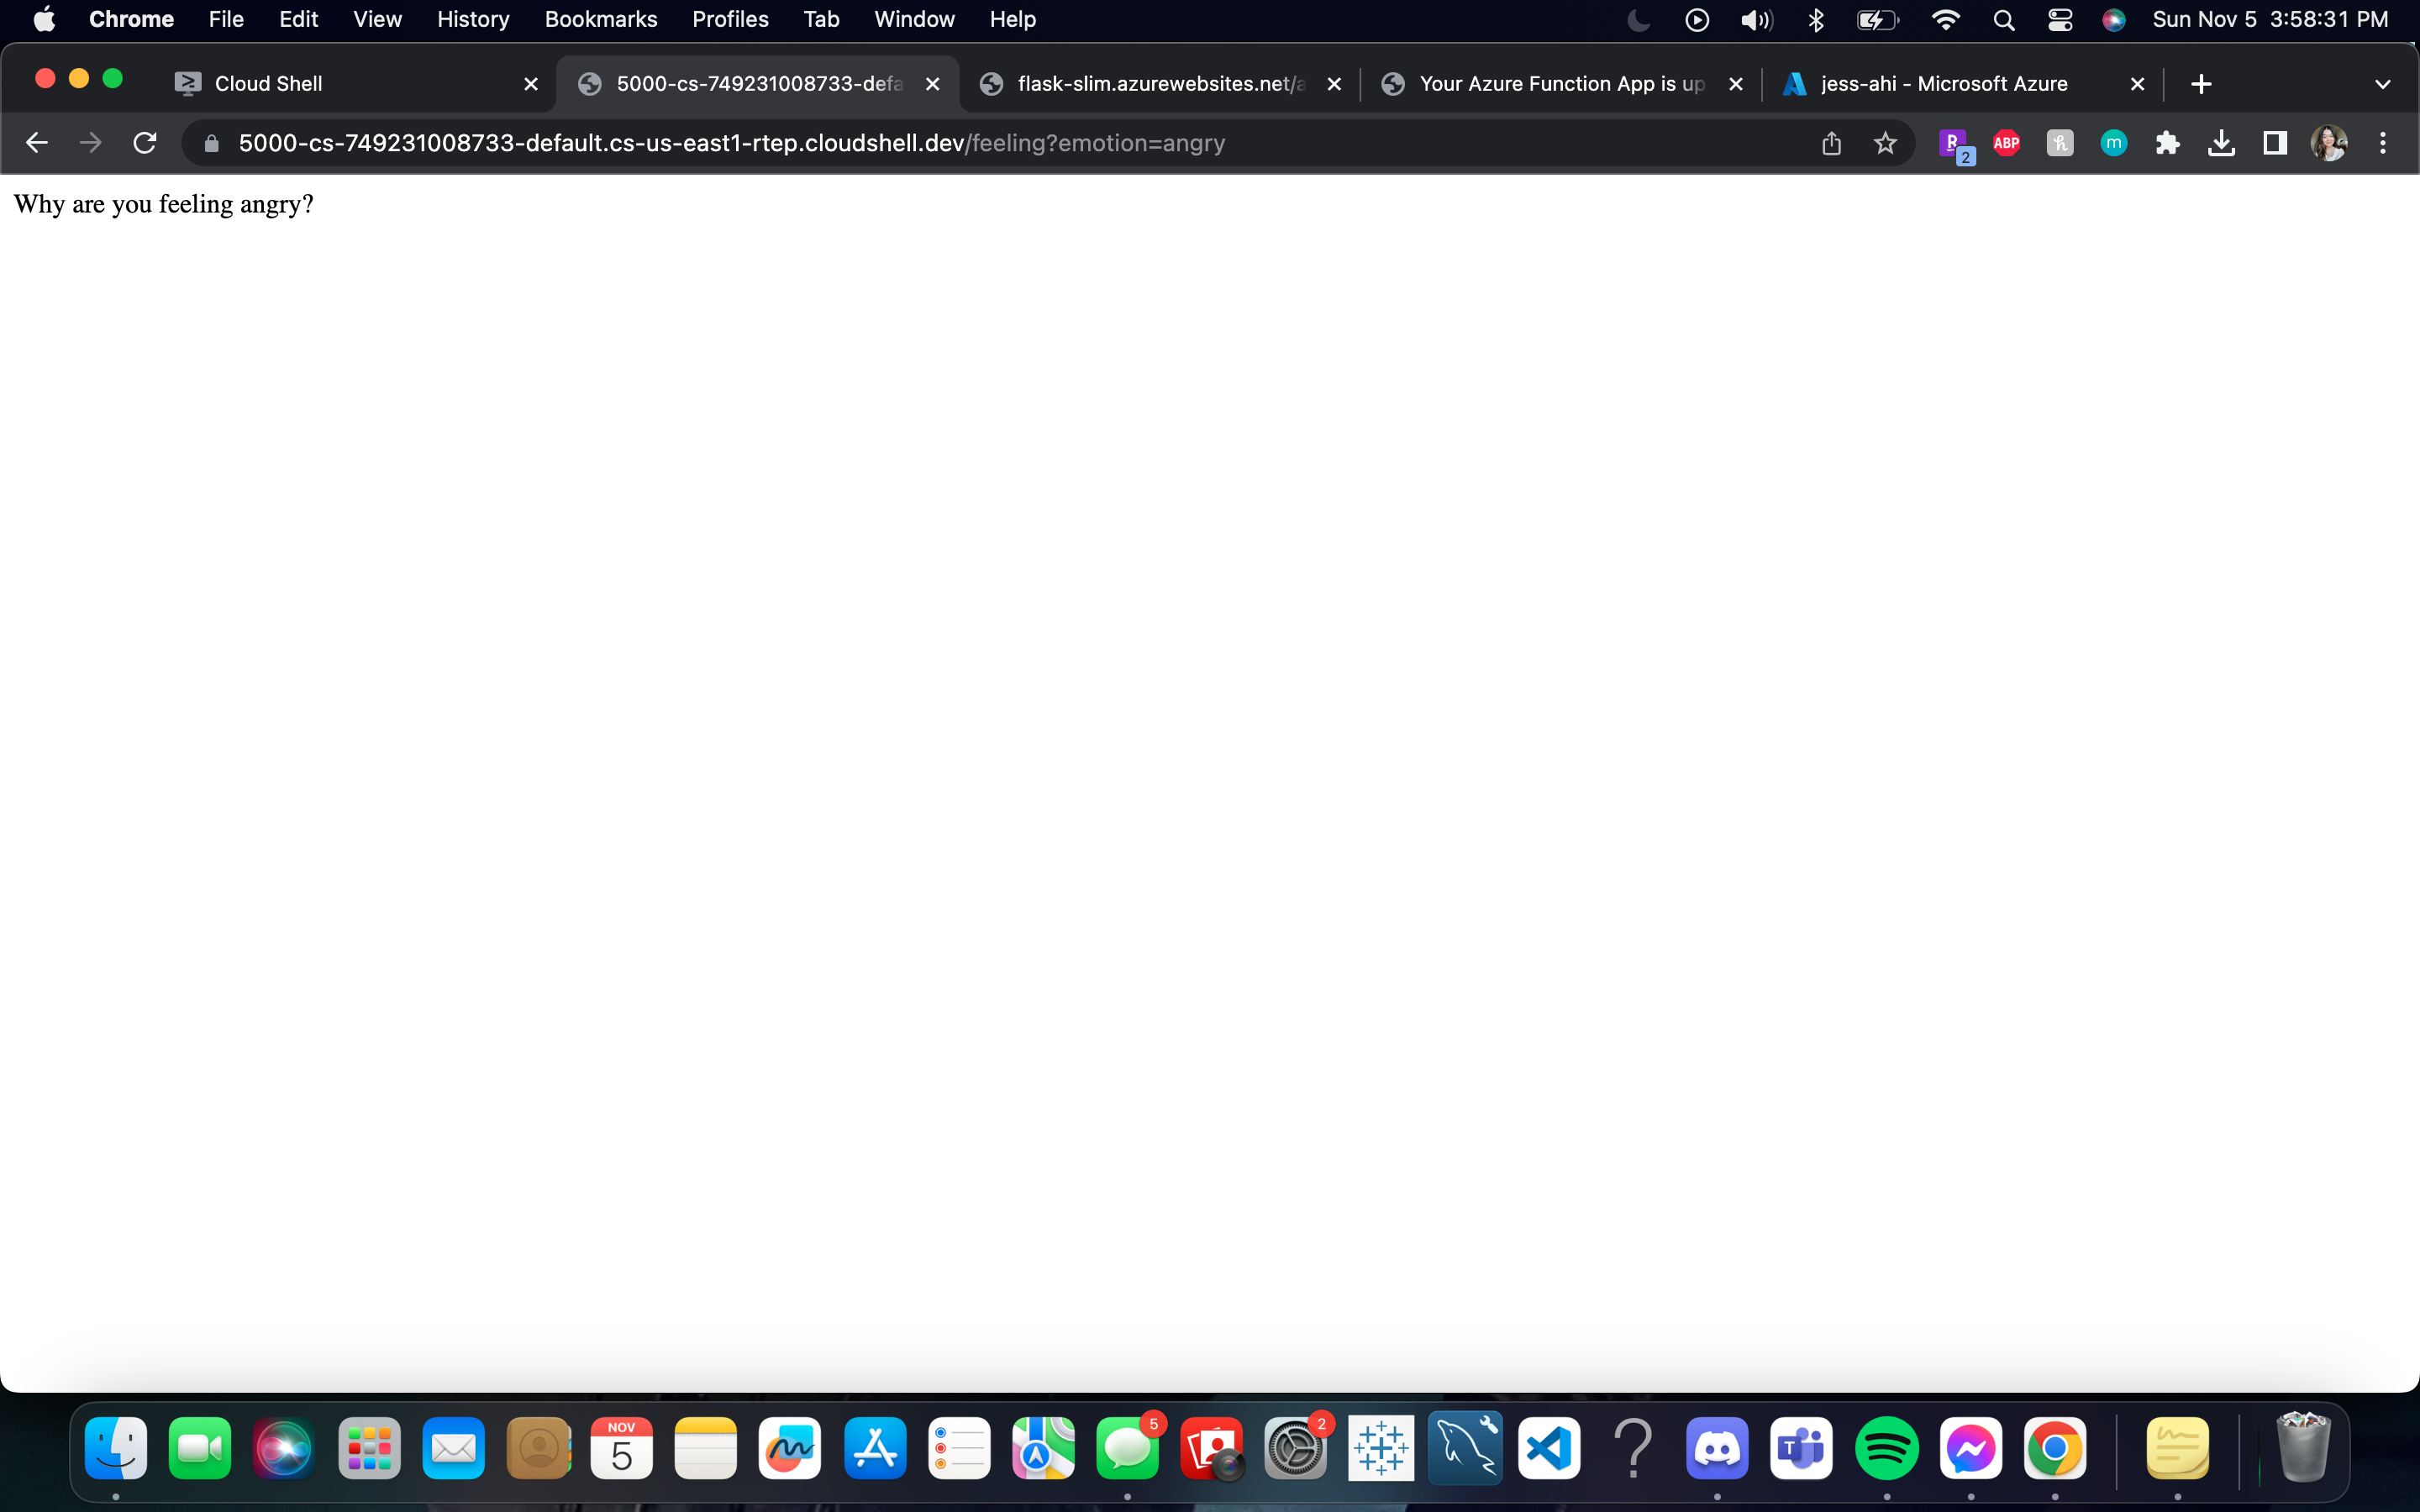 Chrome File Edit View History Bookmarks Profiles Tab Window Help Sun Nov 5 3:58:31 PM
Cloud Shell 5000-cs-749231008733-defa flask-slim.azurewebsites.net/a Your Azure Function App is up jess-ahi - Microsoft Azure
5000-cs-749231008733-default.cs-us-east1-rtep.cloudshell.dev/feeling?emotion=angry R 2 ABP h m
Why are you feeling angry?
NOV 5 2
5 T